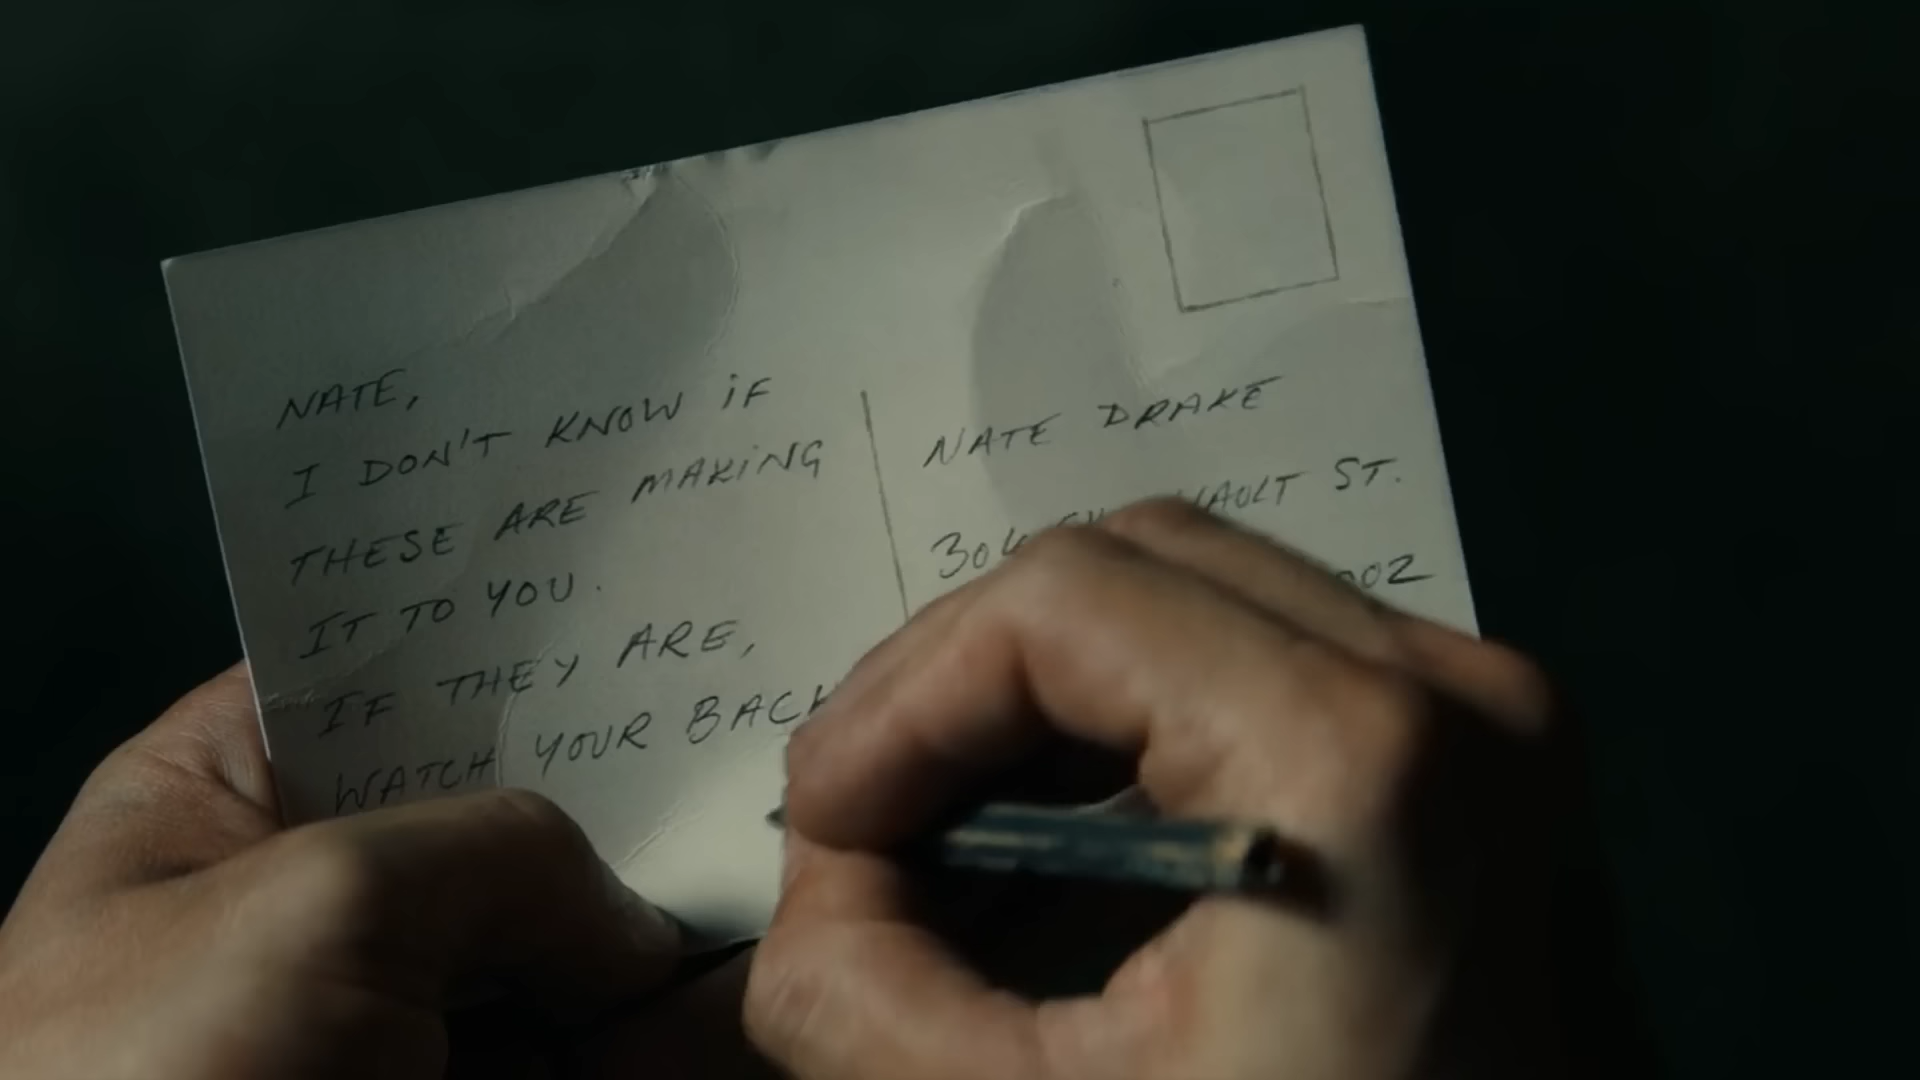 NATE,
I DON'T KNOW iF
THESE ARE MAKiNG
IT TO YOU.
IF THEY ARE,
WATCH YOUR BACK
NATE DRAKE
ST.